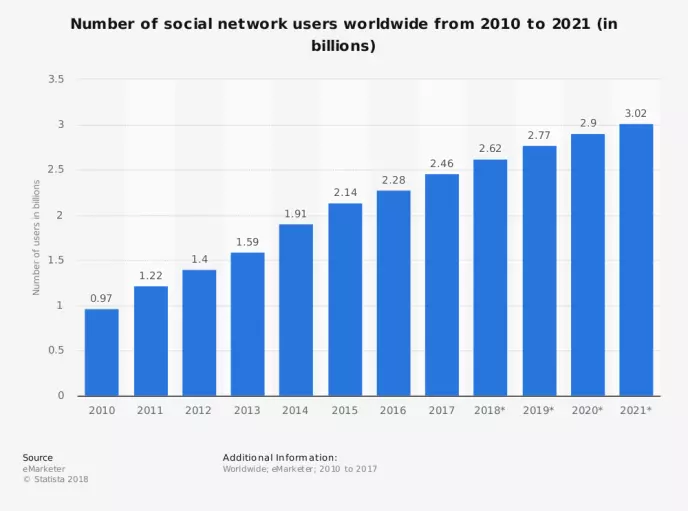 Number of social network users worldwide from 2010 to 2021 (in
billions)
Number of users in billions
3.5
3
2.5
2
1.5
1
0.5
0
0.97
1.22
1.4
1.59
1.91
2.14
2.28
2.46
2.62
2.77
2.9
3.02
2010 2011 2012 2013 2014 2015 2016 2017 2018* 2019* 2020* 2021*
Source
eMarketer
© Statista 2018
Additional Information:
Worldwide; eMarketer; 2010 to 2017